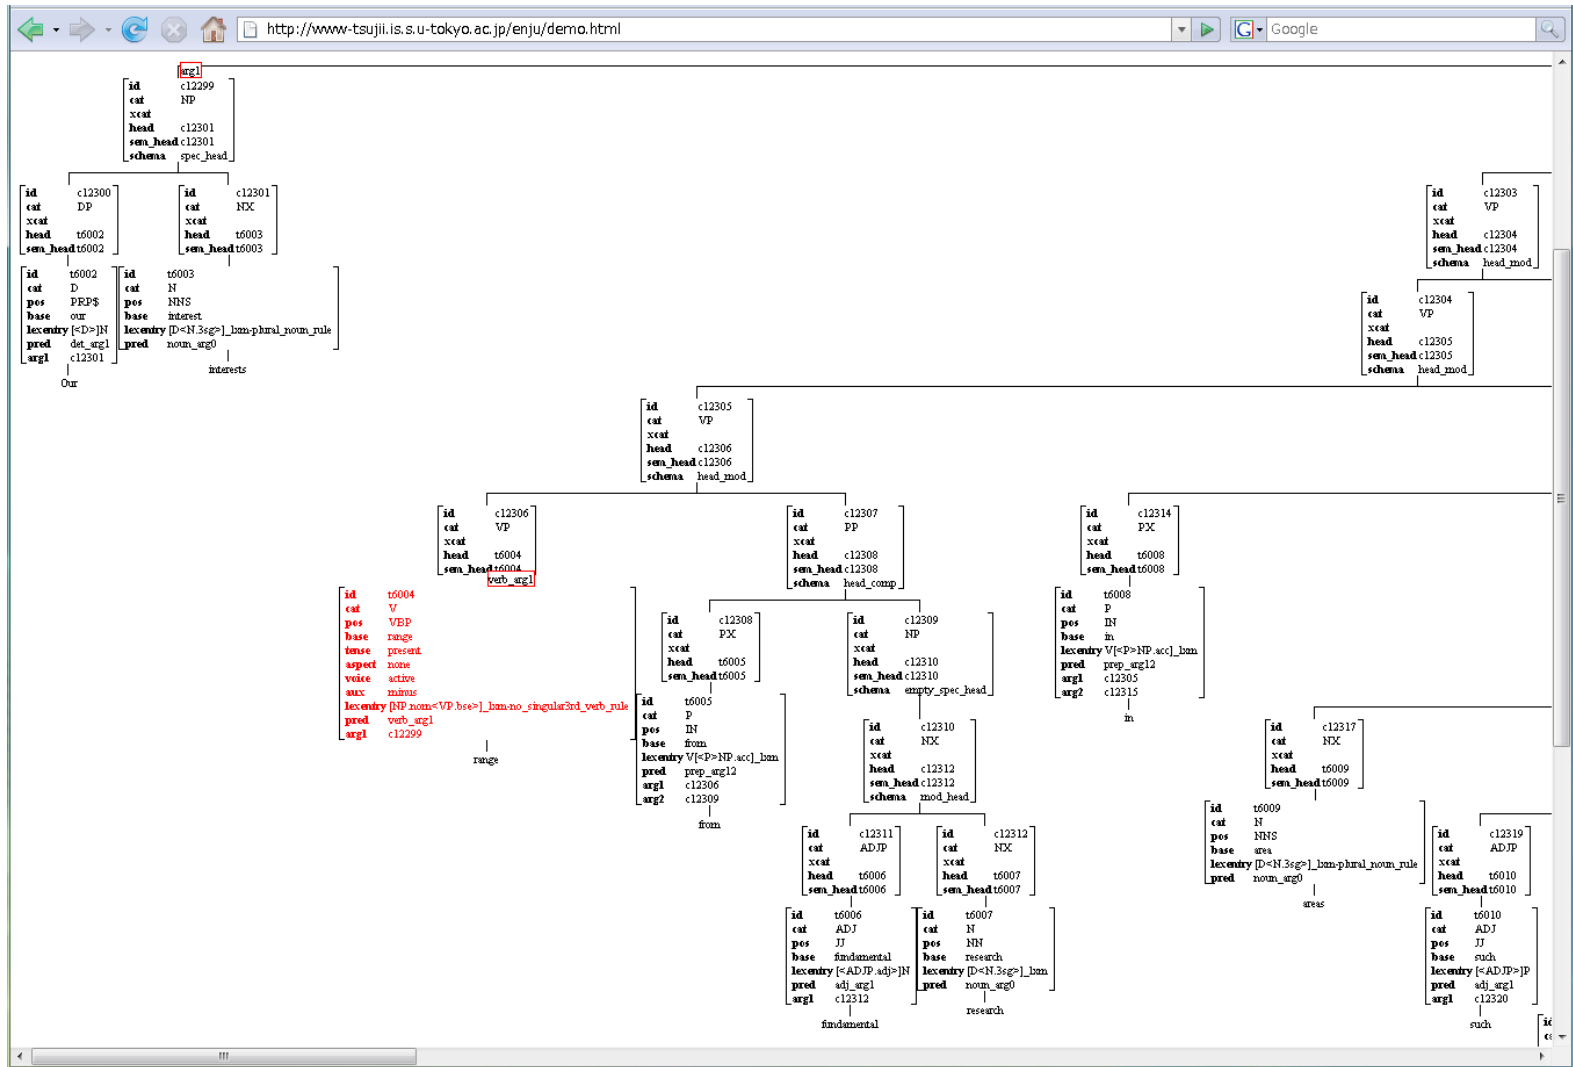 http://www-tsujii.is.s.u-tokyo.ac.jp/enju/demo.html
Google
arg1
id c12299
cat NP
xcat
head c12301
sem_head c12301
schema spec_head
id c12300
cat DP
xcat
head t6002
sem_head t6002
id c12301
cat NX
xcat
head t6003
sem_head t6003
id c12303
cat VP
xcat
head c12304
sem_head c12304
schema head_mod
id t6002
cat D
pos PRP$
base our
lexentry [<D>]N
pred det_arg1
arg1 c12301
Our
id t6003
cat N
pos NNS
base interest
lexentry [D<N.3sg>]_lxm-plural_noun_rule
pred noun_arg0
interests
id c12304
cat VP
xcat
head c12305
sem_head c12305
schema head_mod
id c12305
cat VP
xcat
head c12306
sem_head c12306
schema head_mod
id c12306
cat VP
xcat
head t6004
sem_head t6004
verb_arg1
id c12307
cat PP
xcat
head c12308
sem_head c12308
schema head_comp
id c12314
cat PX
xcat
head t6008
sem_head t6008
id t6004
cat V
pos VBP
base range
tense present
aspect none
voice active
aux minus
lexentry [NP.nom<VP.bse>]_lxm-no_singular3rd_verb_rule
pred verb_arg1
arg1 c12299
range
id c12308
cat PX
xcat
head t6005
sem_head t6005
id c12309
cat NP
xcat
head c12310
sem_head c12310
schema empty_spec_head
id t6008
cat P
pos IN
base in
lexentry V[<P>NP.acc]_lxm
pred prep_arg12
arg1 c12305
arg2 c12315
in
id t6005
cat P
pos IN
base from
lexentry V[<P>NP.acc]_lxm
pred prep_arg12
arg1 c12306
arg2 c12309
from
id c12310
cat NX
xcat
head c12312
sem_head c12312
schema mod_head
id c12317
cat NX
xcat
head t6009
sem_head t6009
id t6009
cat N
pos NNS
base area
lexentry [D<N.3sg>]_lxm-plural_noun_rule
pred noun_arg0
areas
id c12311
cat ADJP
xcat
head t6006
sem_head t6006
id c12312
cat NX
xcat
head t6007
sem_head t6007
id c12319
cat ADJP
xcat
head t6010
sem_head t6010
id t6006
cat ADJ
pos JJ
base fundamental
lexentry [<ADJP.adj>]N
pred adj_arg1
arg1 c12312
fundamental
id t6007
cat N
pos NN
base research
lexentry [D<N.3sg>]_lxm
pred noun_arg0
research
id t6010
cat ADJ
pos JJ
base such
lexentry [<ADJP>]P
pred adj_arg1
arg1 c12320
such